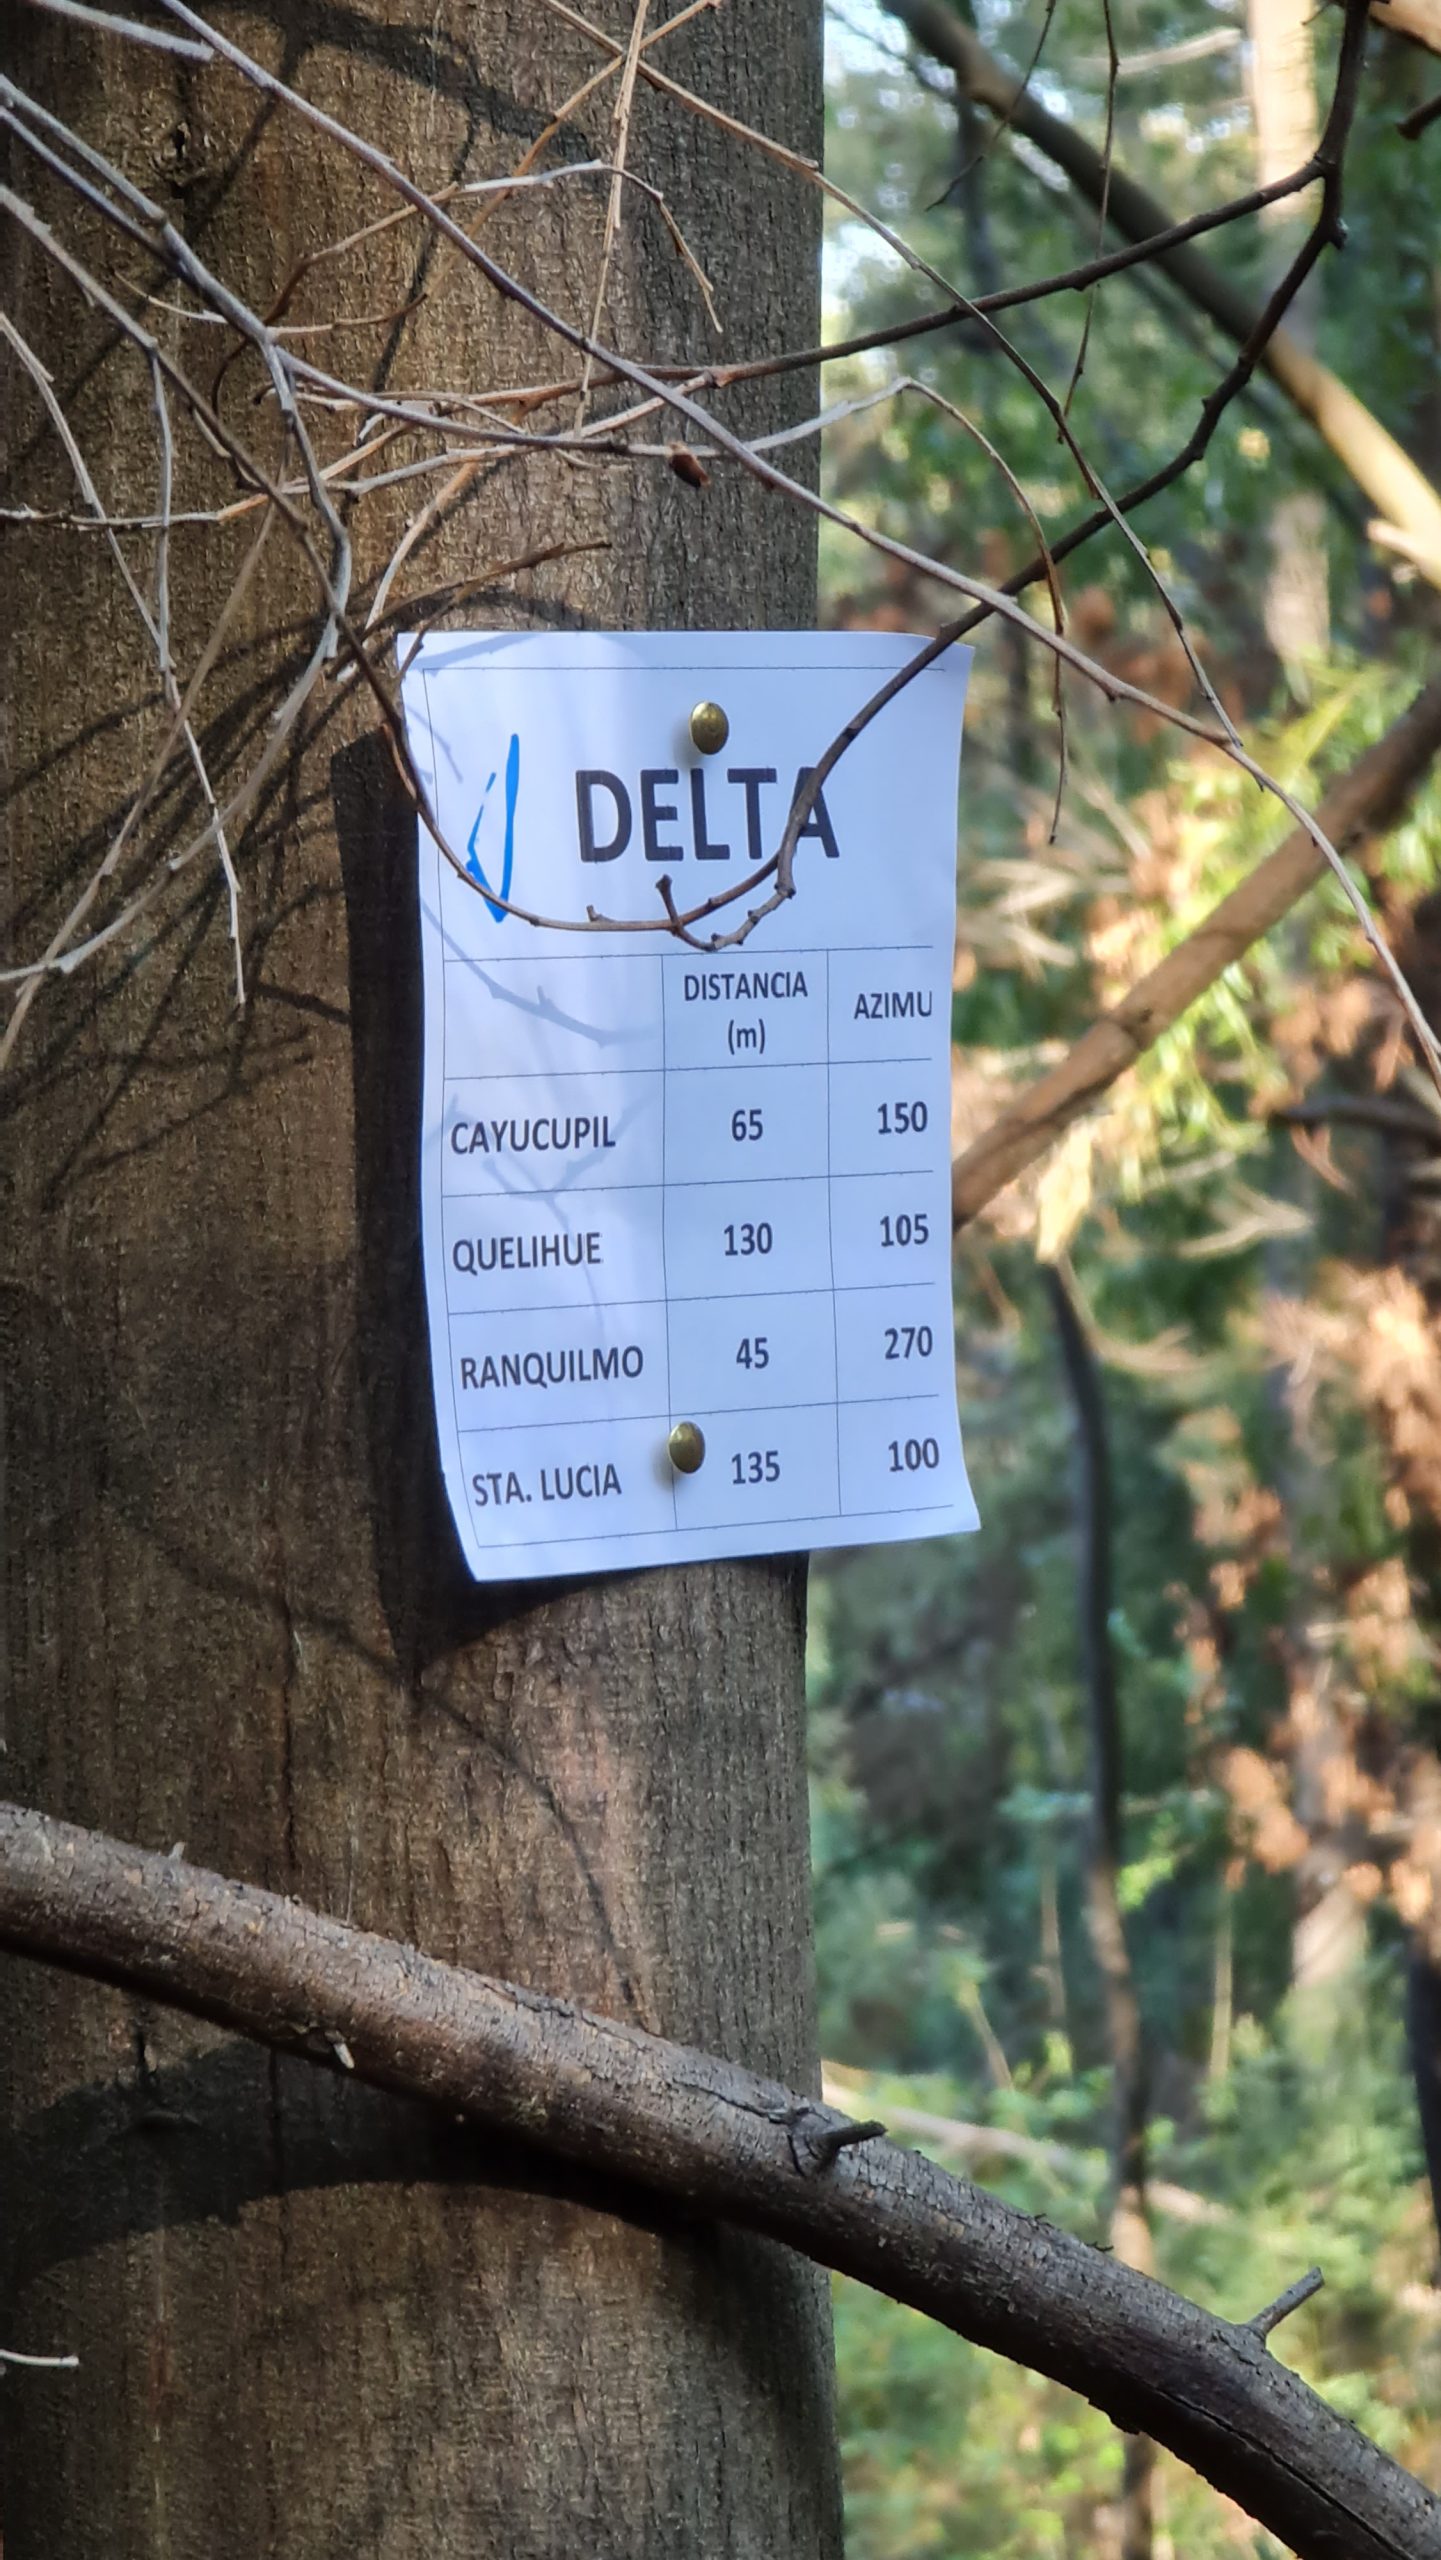 DELTA
DISTANCIA
(m)
AZIMU
CAYUCUPIL 65 150
QUELIHUE 130 105
RANQUILMO 45 270
STA. LUCIA 135 100